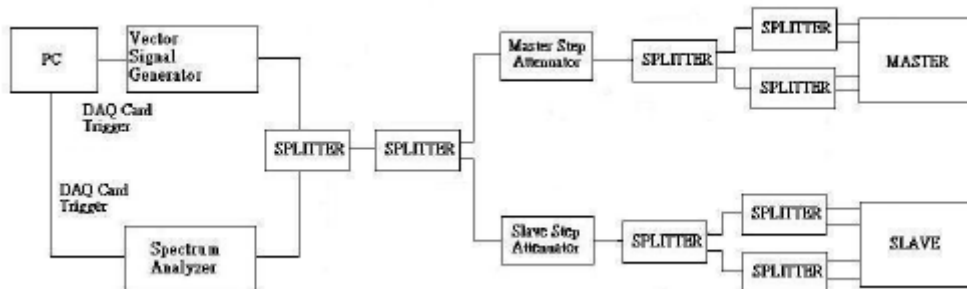 PC
Vector
Signal
Generator
DAQ Card
Trigger
DAQ Card
Trigger
Spectrum
Analyzer
SPLITTER
SPLITTER
Master Step
Attenuator
SPLITTER
SPLITTER
SPLITTER
MASTER
Slave Step
Attenuator
SPLITTER
SPLITTER
SPLITTER
SLAVE